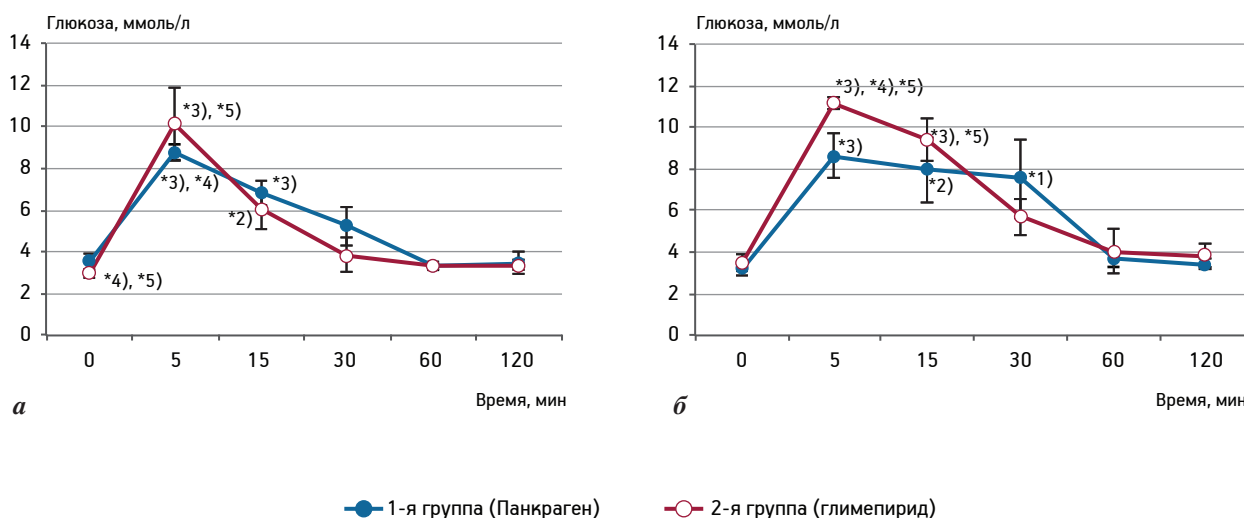 Глюкоза, ммоль/л
14
12
10
8
6
4
2
0
*3), *5)
*3), *4)
*3)
*2)
*4), *5)
0 5 15 30 60 120
Время, мин
а
Глюкоза, ммоль/л
14
12
10
8
6
4
2
0
*3), *4),*5)
*3)
*3), *5)
*2)
*1)
0 5 15 30 60 120
Время, мин
б
1-я группа (Панкраген) 2-я группа (глимепирид)